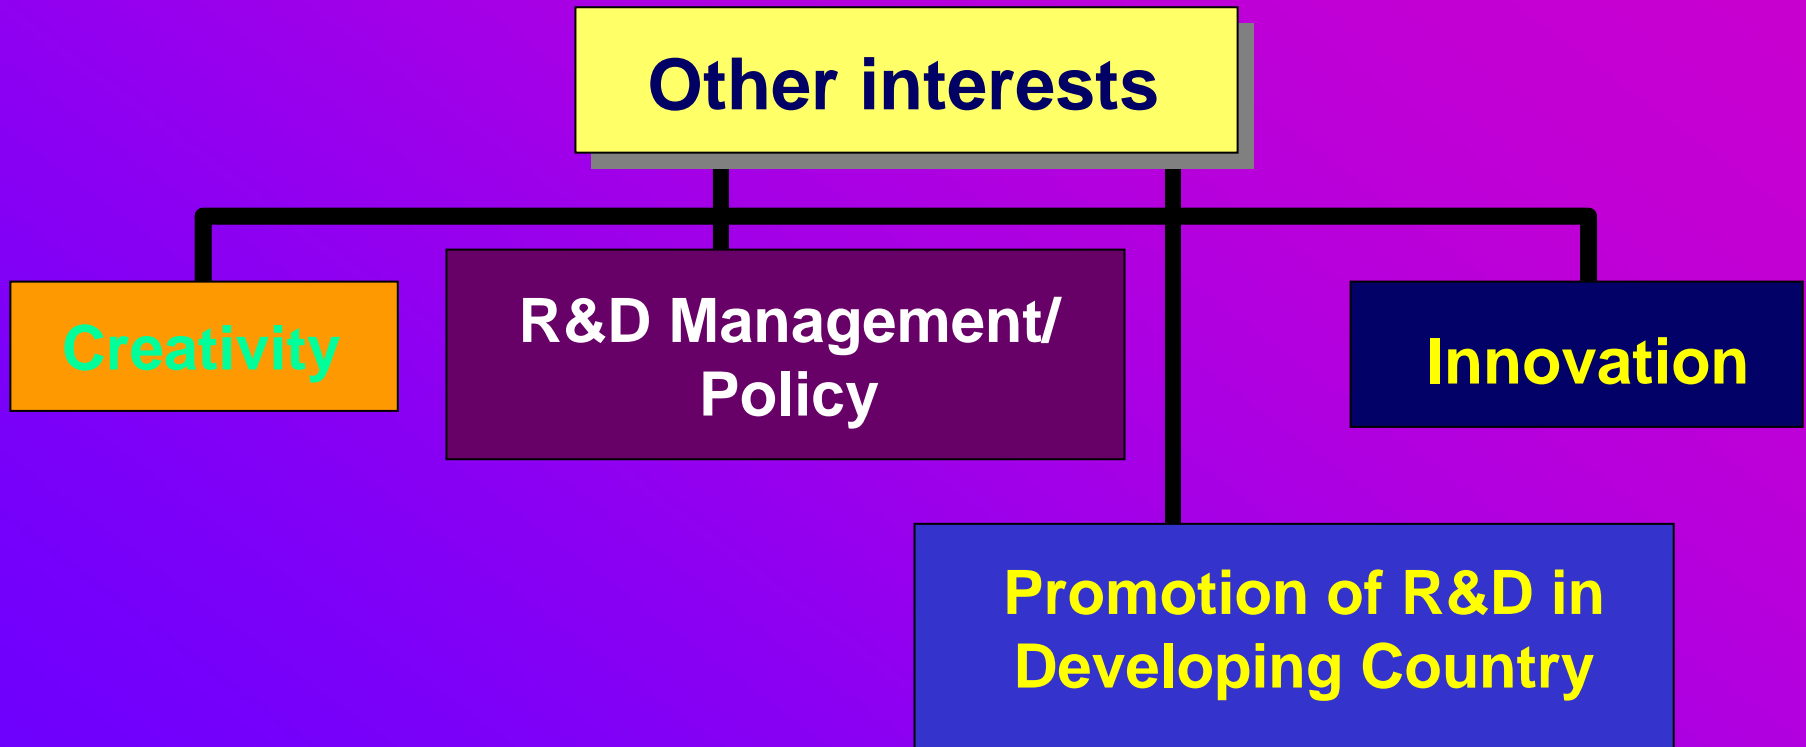 Other interests
Creativity
R&D Management/
Policy
Innovation
Promotion of R&D in
Developing Country